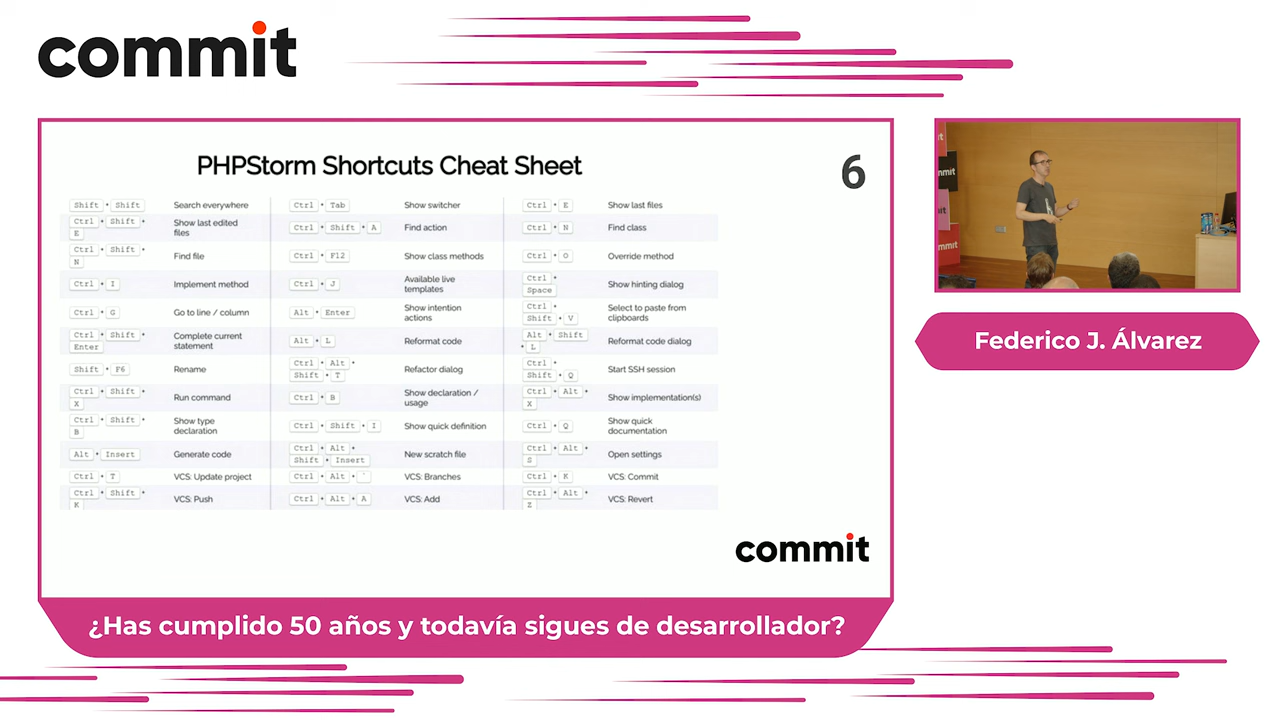 commit
PHPStorm Shortcuts Cheat Sheet
6
Shift + Shift Search everywhere Ctrl + Tab Show switcher Ctrl + E Show last files
Ctrl + Shift + E Show last edited files Ctrl + Shift + A Find action Ctrl + N Find class
Ctrl + Shift + N Find file Ctrl + F12 Show class methods Ctrl + O Override method
Ctrl + I Implement method Ctrl + J Available live templates Ctrl + Space Show hinting dialog
Ctrl + G Go to line / column Alt + Enter Show intention actions Ctrl + Shift + V Select to paste from clipboards
Ctrl + Shift + Enter Complete current statement Alt + L Reformat code Alt + Shift + L Reformat code dialog
Shift + F6 Rename Ctrl + Alt + Shift + T Refactor dialog Ctrl + Shift + Q Start SSH session
Ctrl + Shift + X Run command Ctrl + B Show declaration / usage Ctrl + Alt + X Show implementation(s)
Ctrl + Shift + B Show type declaration Ctrl + Shift + I Show quick definition Ctrl + Q Show quick documentation
Alt + Insert Generate code Ctrl + Alt + Shift + Insert New scratch file Ctrl + Alt + S Open settings
Ctrl + T VCS: Update project Ctrl + Alt + ` VCS: Branches Ctrl + K VCS: Commit
Ctrl + Shift + K VCS: Push Ctrl + Alt + A VCS: Add Ctrl + Alt + Z VCS: Revert
commit
¿Has cumplido 50 años y todavía sigues de desarrollador?
mmit
mmit
Federico J. Álvarez